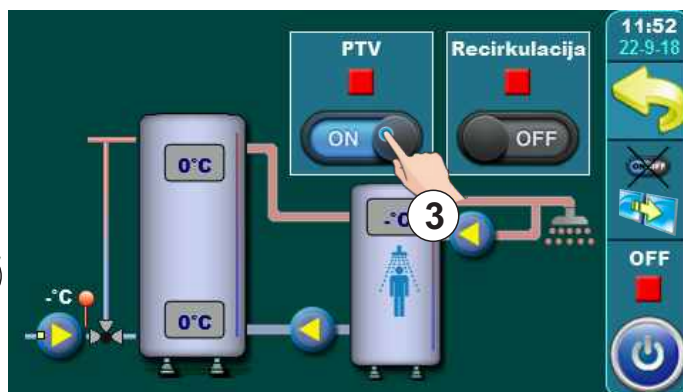 PTV
ON
Recirkulacija
OFF
11:52
22-9-18
0°C
-°C
3
-°C
0°C
OFF